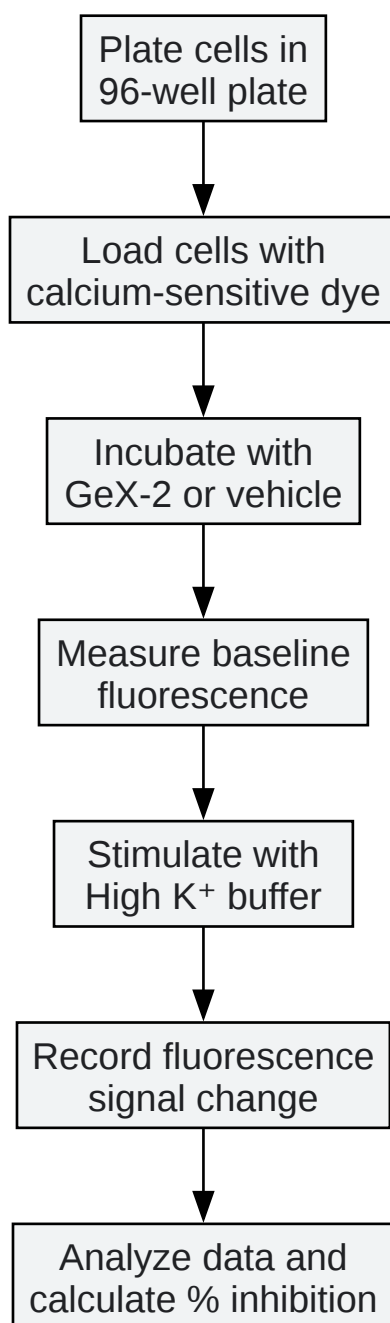 Plate cells in
96-well plate
Load cells with
calcium-sensitive dye
Incubate with
GeX-2 or vehicle
Measure baseline
fluorescence
Stimulate with
High K⁺ buffer
Record fluorescence
signal change
Analyze data and
calculate % inhibition